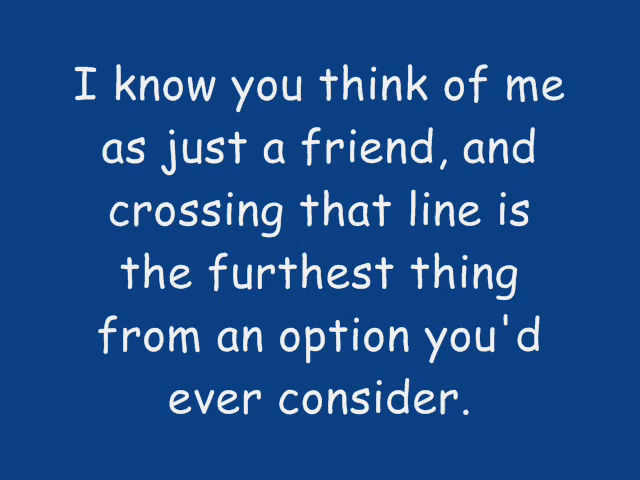 I know you think of me
as just a friend, and
crossing that line is
the furthest thing
from an option you'd
ever consider.